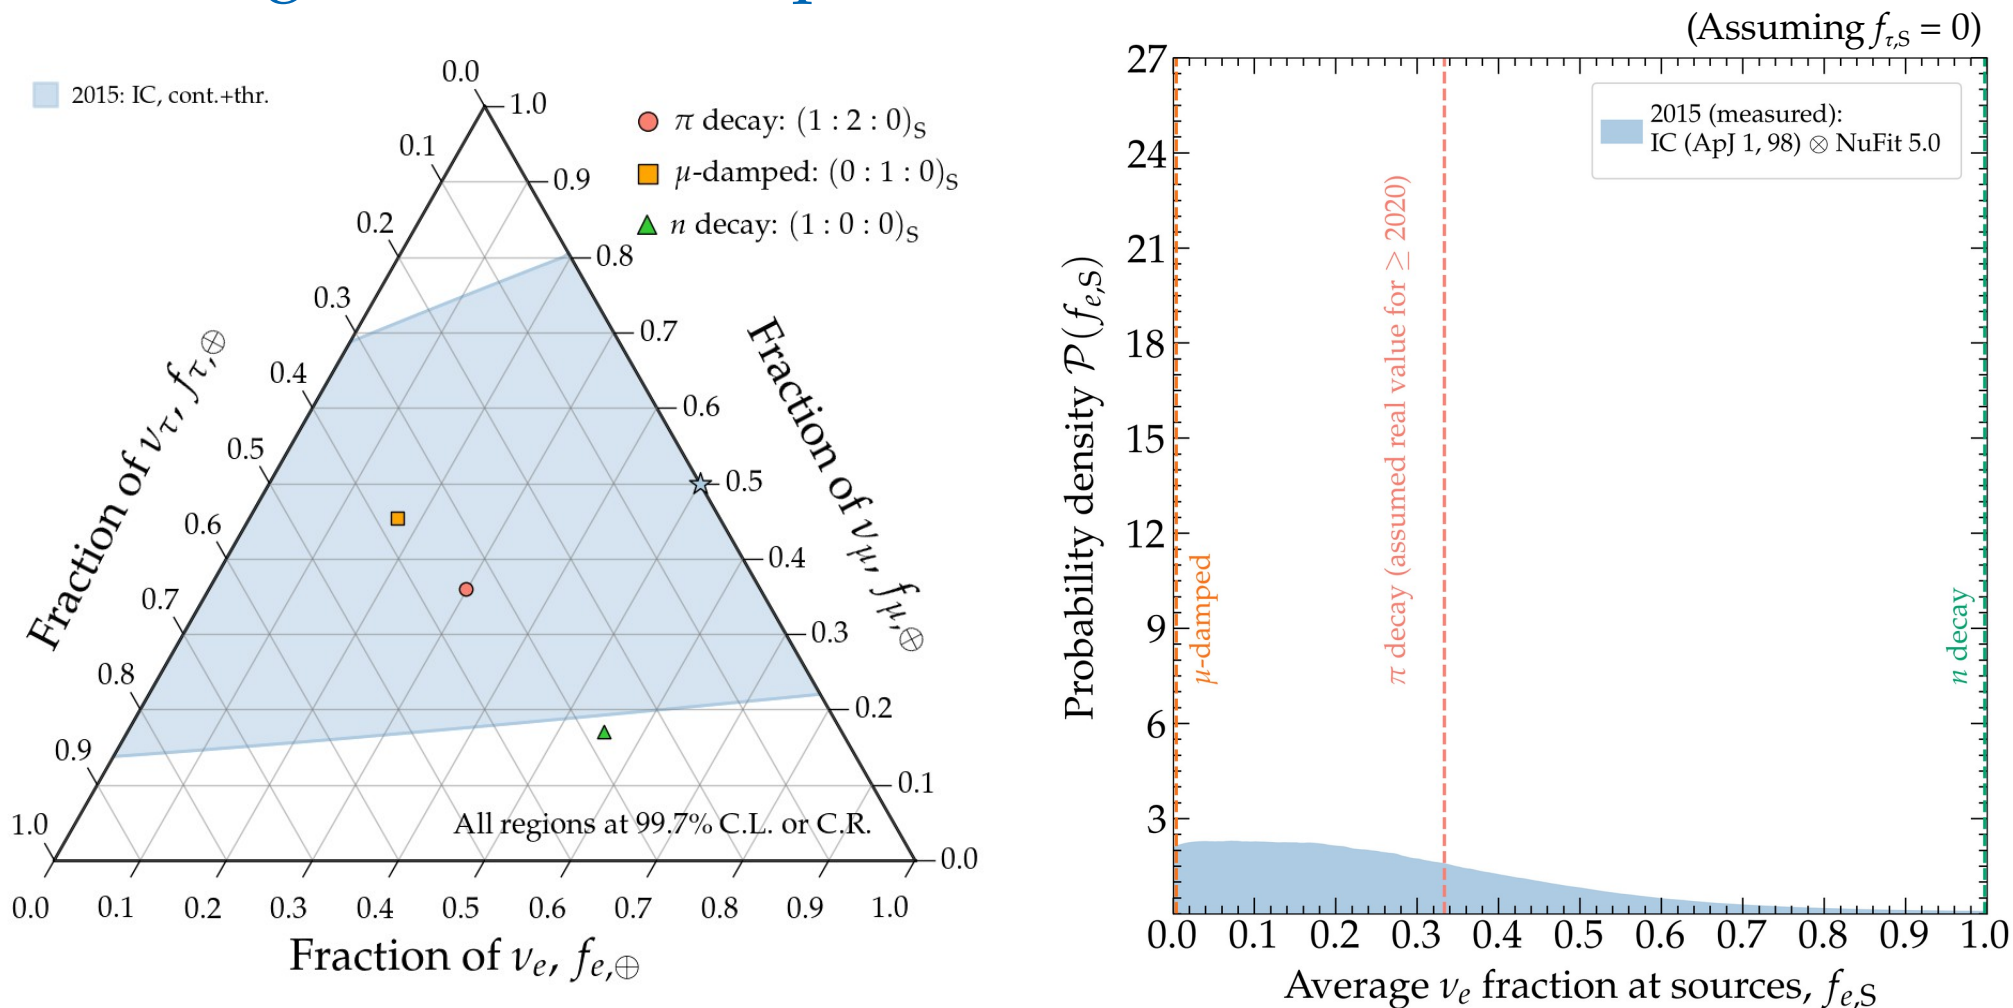 2015: IC, cont.+thr.
π decay: (1 : 2 : 0)S
μ-damped: (0 : 1 : 0)S
n decay: (1 : 0 : 0)S
0.0
0.1
0.2
0.3
0.4
0.5
0.6
0.7
0.8
0.9
1.0
Fraction of ντ, fτ,⊕
1.0
0.9
0.8
0.7
0.6
0.5
0.4
0.3
0.2
0.1
0.0
Fraction of νμ, fμ,⊕
All regions at 99.7% C.L. or C.R.
0.0 0.1 0.2 0.3 0.4 0.5 0.6 0.7 0.8 0.9 1.0
Fraction of νe, fe,⊕
(Assuming fτ,S = 0)
27
24
21
18
15
12
9
6
3
0
Probability density P(fe,S)
2015 (measured):
IC (ApJ 1, 98) ⊗ NuFit 5.0
μ-damped
π decay (assumed real value for ≥ 2020)
n decay
0.0 0.1 0.2 0.3 0.4 0.5 0.6 0.7 0.8 0.9 1.0
Average νe fraction at sources, fe,S